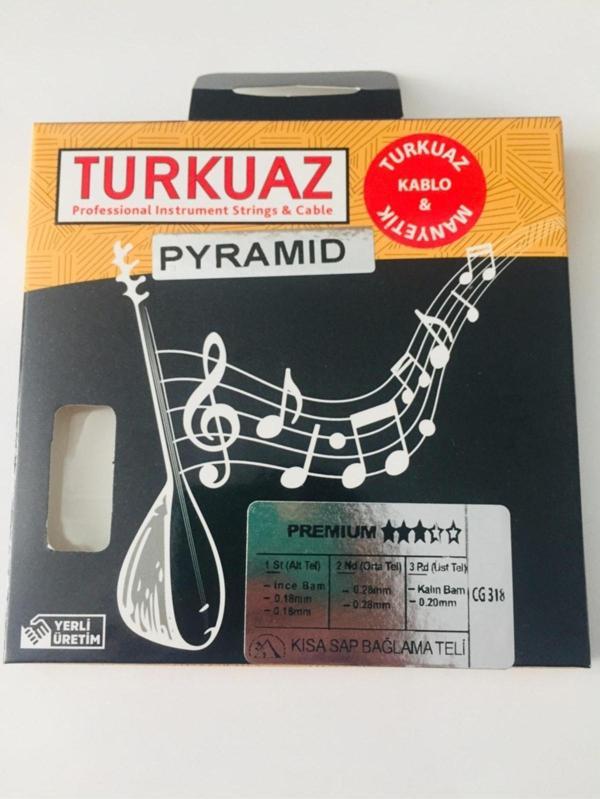 TURKUAZ
Professional Instrument Strings & Cable
TURKUAZ
KABLO
&
MANYETİK
PYRAMID
PREMIUM
1 St (Alt Tel)
- İnce Bam
- 0.18mm
- 0.18mm
2 Nd (Orta Tel)
- 0.28mm
- 0.28mm
3 Rd (Üst Tel)
- Kalın Bam
- 0.20mm
CG 318
KISA SAP BAĞLAMA TELİ
YERLİ
ÜRETİM